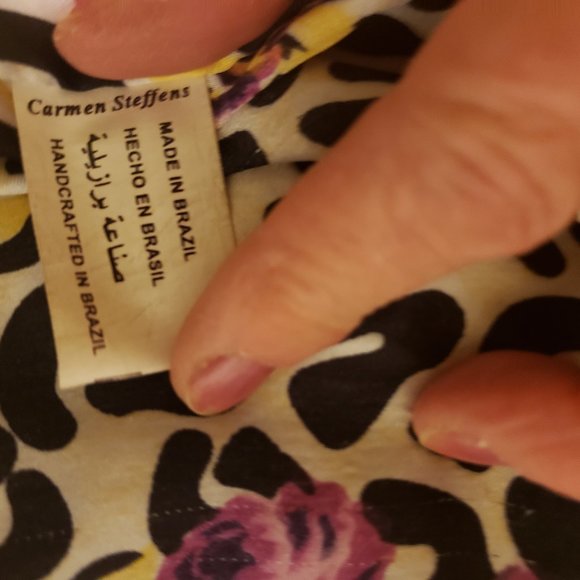 Carmen Steffens
MADE IN BRAZIL
HECHO EN BRASIL
صناعة برازيلية
HANDCRAFTED IN BRAZIL